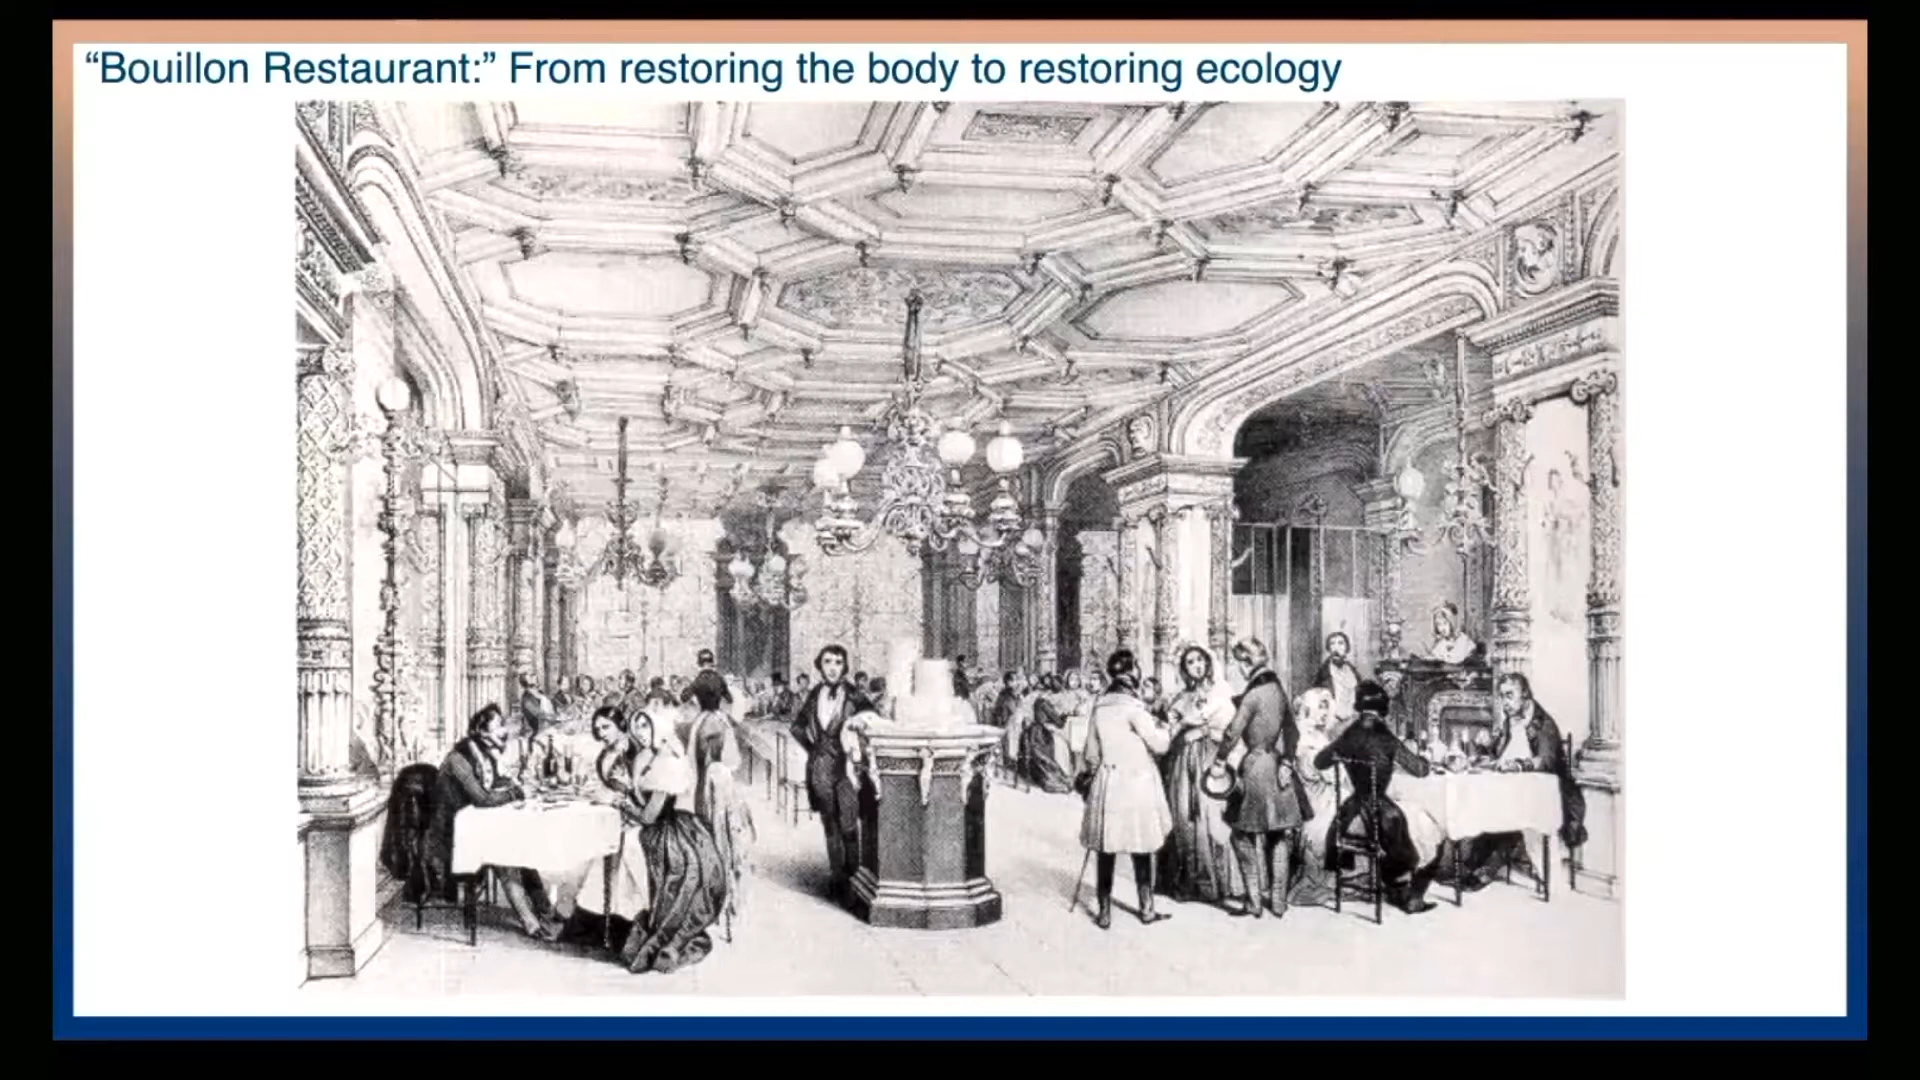 “Bouillon Restaurant:” From restoring the body to restoring ecology